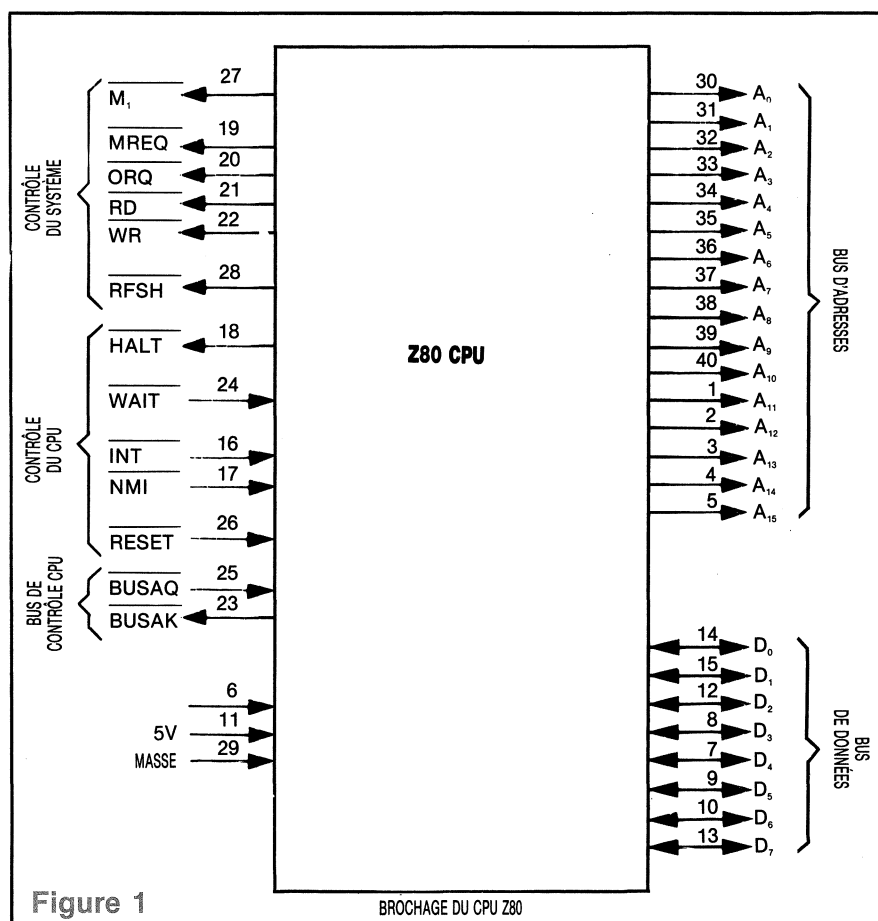 CONTRÔLE
DU SYSTÈME
M₁ 27
MREQ 19
ORQ 20
RD 21
WR 22
RFSH 28
CONTRÔLE
DU CPU
HALT 18
WAIT 24
INT 16
NMI 17
RESET 26
BUS DE
CONTRÔLE CPU
BUSAQ 25
BUSAK 23
6
5V 11
MASSE 29
Z80 CPU
30 A₀
31 A₁
32 A₂
33 A₃
34 A₄
35 A₅
36 A₆
37 A₇
38 A₈
39 A₉
40 A₁₀
1 A₁₁
2 A₁₂
3 A₁₃
4 A₁₄
5 A₁₅
BUS D'ADRESSES
14 D₀
15 D₁
12 D₂
8 D₃
7 D₄
9 D₅
10 D₆
13 D₇
BUS
DE DONNÉES
Figure 1
BROCHAGE DU CPU Z80